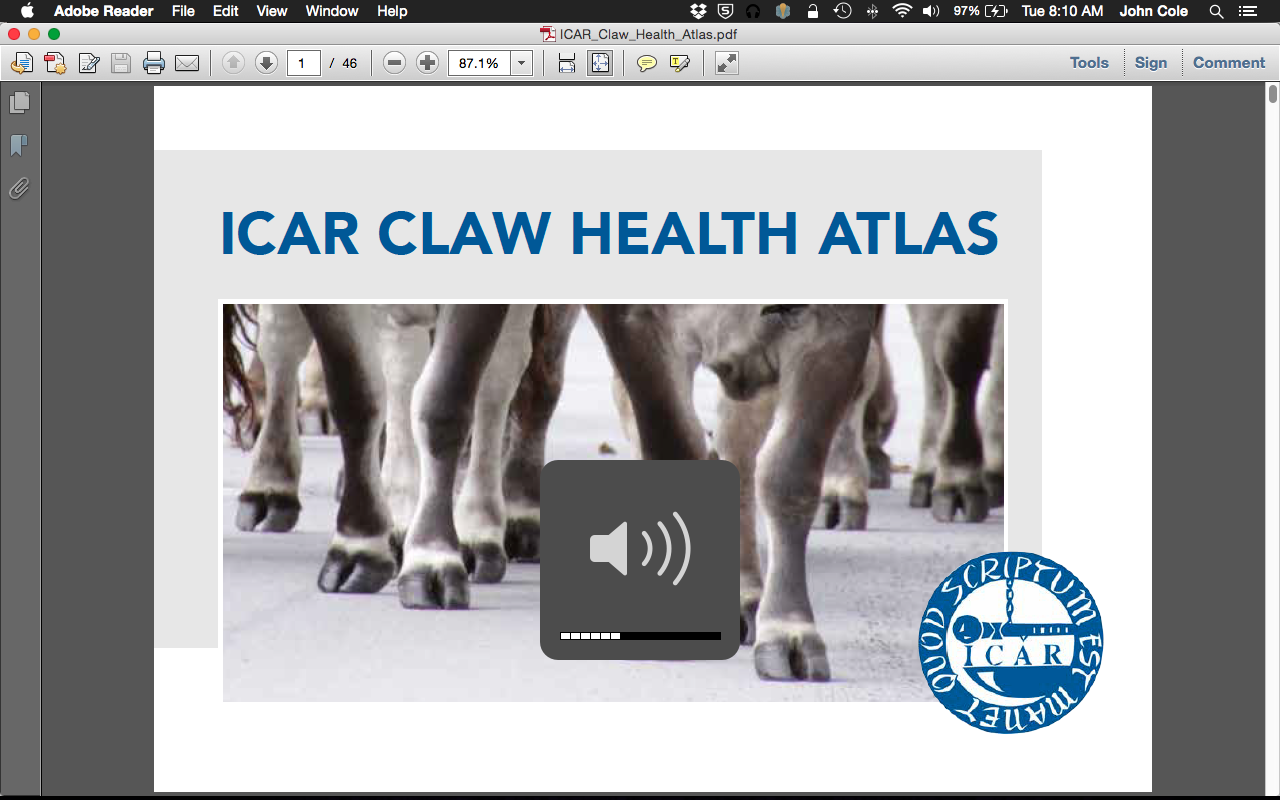 Adobe Reader File Edit View Window Help 97% Tue 8:10 AM John Cole
ICAR_Claw_Health_Atlas.pdf
1 / 46 87.1% Tools Sign Comment
ICAR CLAW HEALTH ATLAS
QUOD SCRIPTUM EST MANET
ICAR